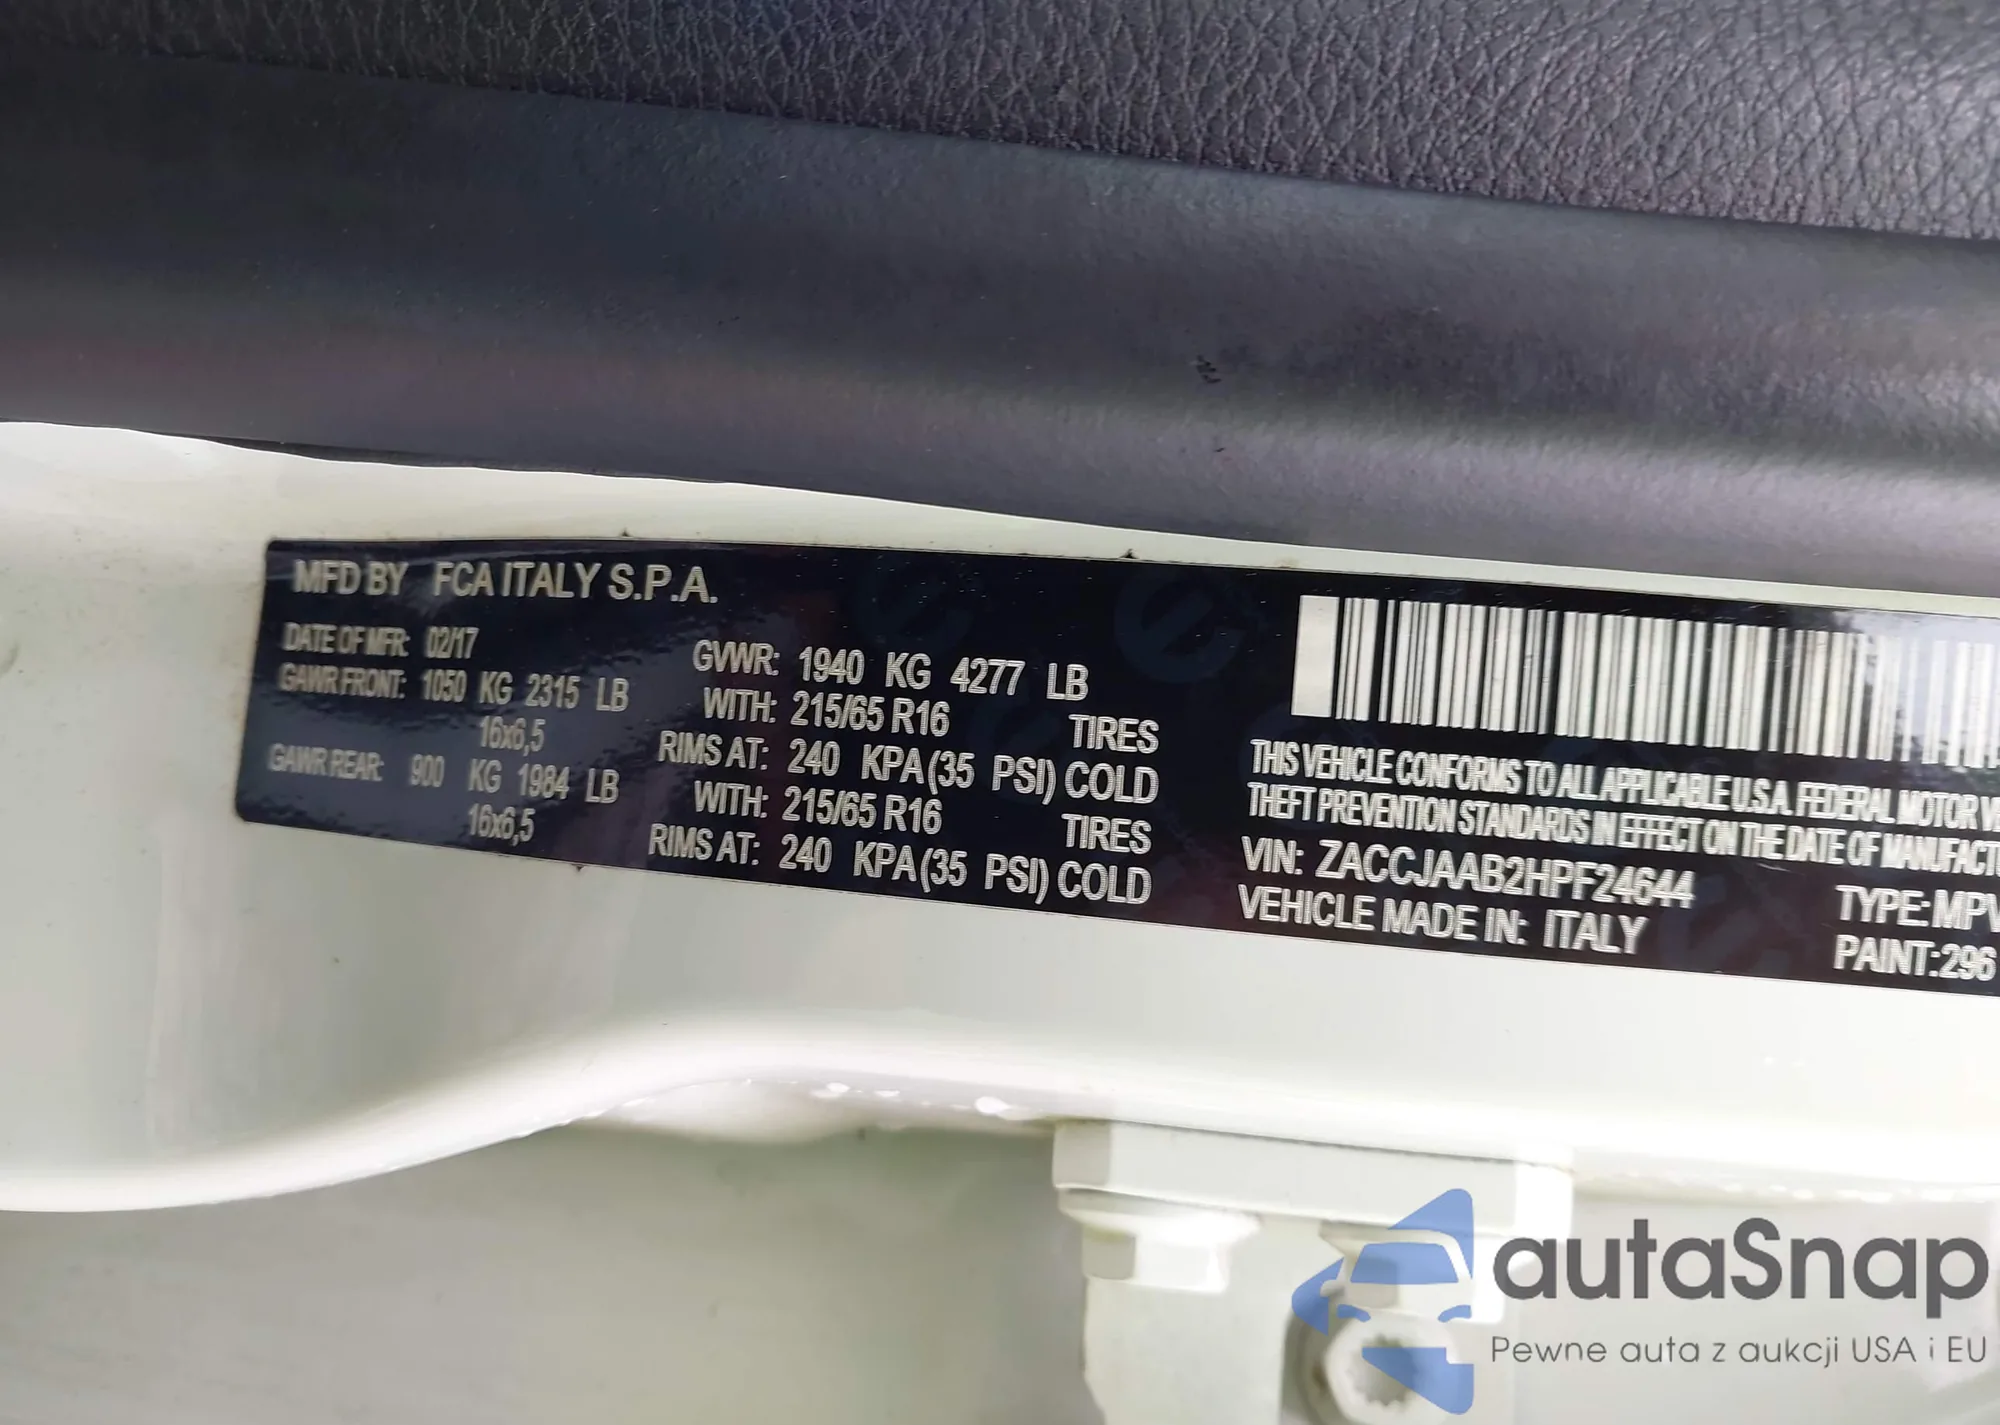 MFD BY FCA ITALY S.P.A.
DATE OF MFR: 02/17
GAWR FRONT: 1050 KG 2315 LB
16x6,5
GAWR REAR: 900 KG 1984 LB
16x6,5
GVWR: 1940 KG 4277 LB
WITH: 215/65 R16 TIRES
RIMS AT: 240 KPA(35 PSI) COLD
WITH: 215/65 R16 TIRES
RIMS AT: 240 KPA(35 PSI) COLD
THIS VEHICLE CONFORMS TO ALL APPLICABLE U.S.A. FEDERAL MOTOR
THEFT PREVENTION STANDARDS IN EFFECT ON THE DATE OF
VIN: ZACCJAAB2HPF24644
TYPE: MPV
VEHICLE MADE IN: ITALY
PAINT: 296
autaSnap
Pewne auta z aukcji USA i EU